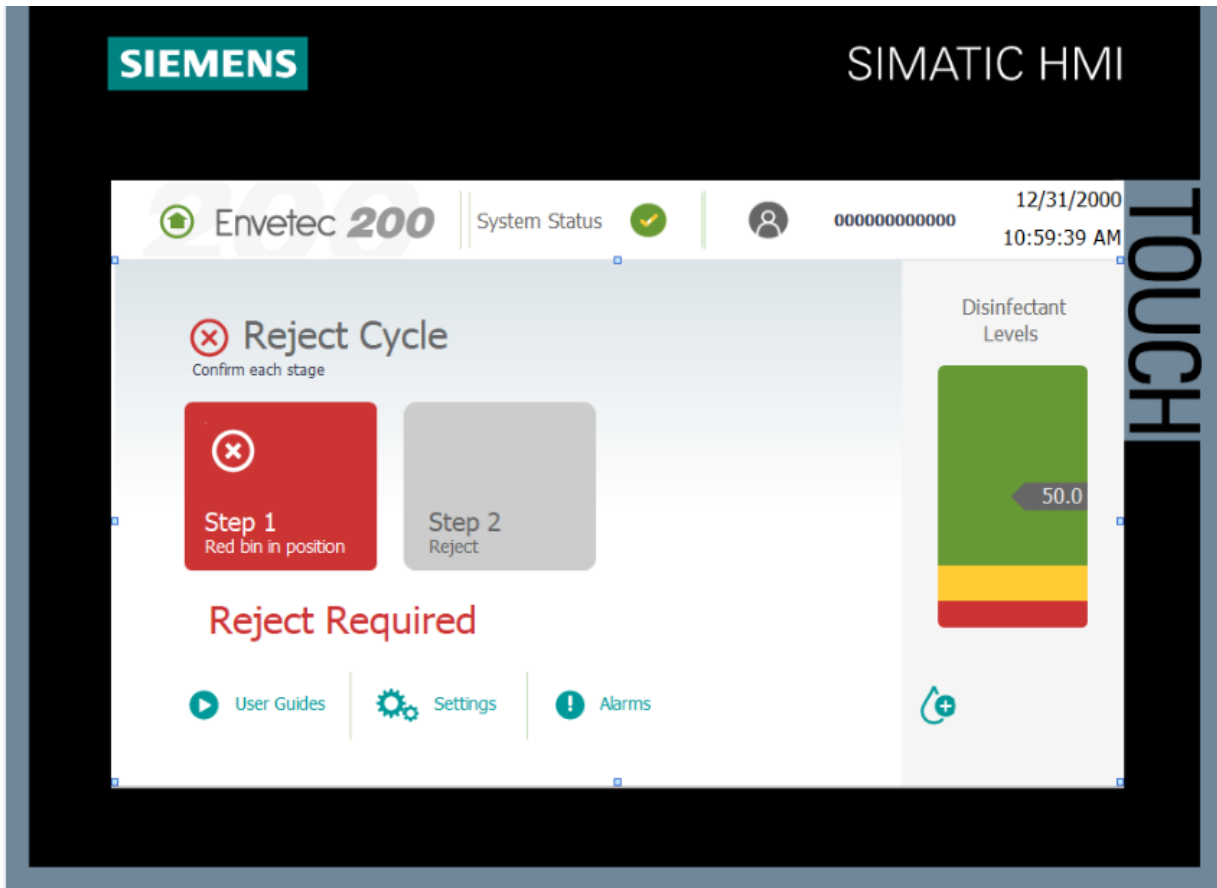 SIEMENS
SIMATIC HMI
TOUCH
Envetec 200
System Status
000000000000
12/31/2000
10:59:39 AM
Reject Cycle
Confirm each stage
Step 1
Red bin in position
Step 2
Reject
Reject Required
User Guides
Settings
Alarms
Disinfectant
Levels
50.0